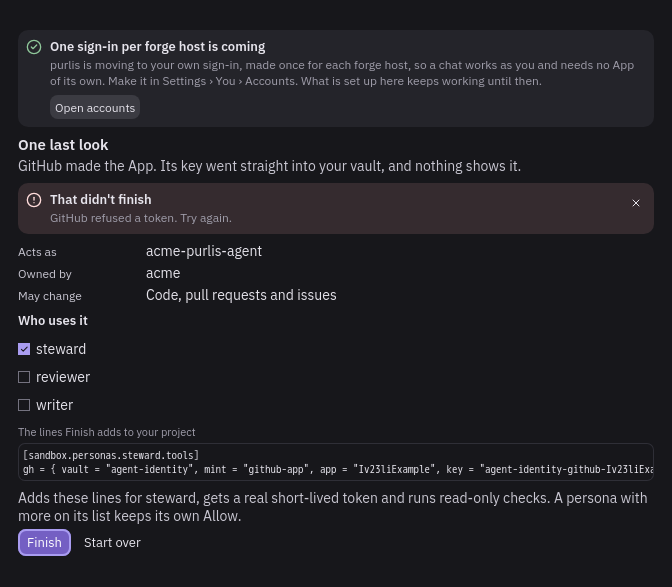 One sign-in per forge host is coming
purlis is moving to your own sign-in, made once for each forge host, so a chat works as you and needs no App
of its own. Make it in Settings › You › Accounts. What is set up here keeps working until then.
Open accounts
One last look
GitHub made the App. Its key went straight into your vault, and nothing shows it.
That didn't finish
GitHub refused a token. Try again.
Acts as acme-purlis-agent
Owned by acme
May change Code, pull requests and issues
Who uses it
steward
reviewer
writer
The lines Finish adds to your project
[sandbox.personas.steward.tools]
gh = { vault = "agent-identity", mint = "github-app", app = "Iv23liExample", key = "agent-identity-github-Iv23liExa
Adds these lines for steward, gets a real short-lived token and runs read-only checks. A persona with
more on its list keeps its own Allow.
Finish Start over